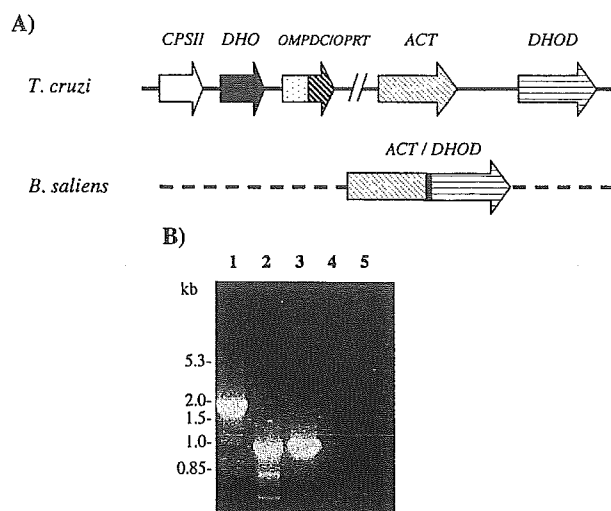 A)
CPSII DHO OMPDC/OPRT ACT DHOD
T. cruzi
ACT / DHOD
B. saliens
B)
1 2 3 4 5
kb
5.3-
2.0-
1.5-
1.0-
0.85-